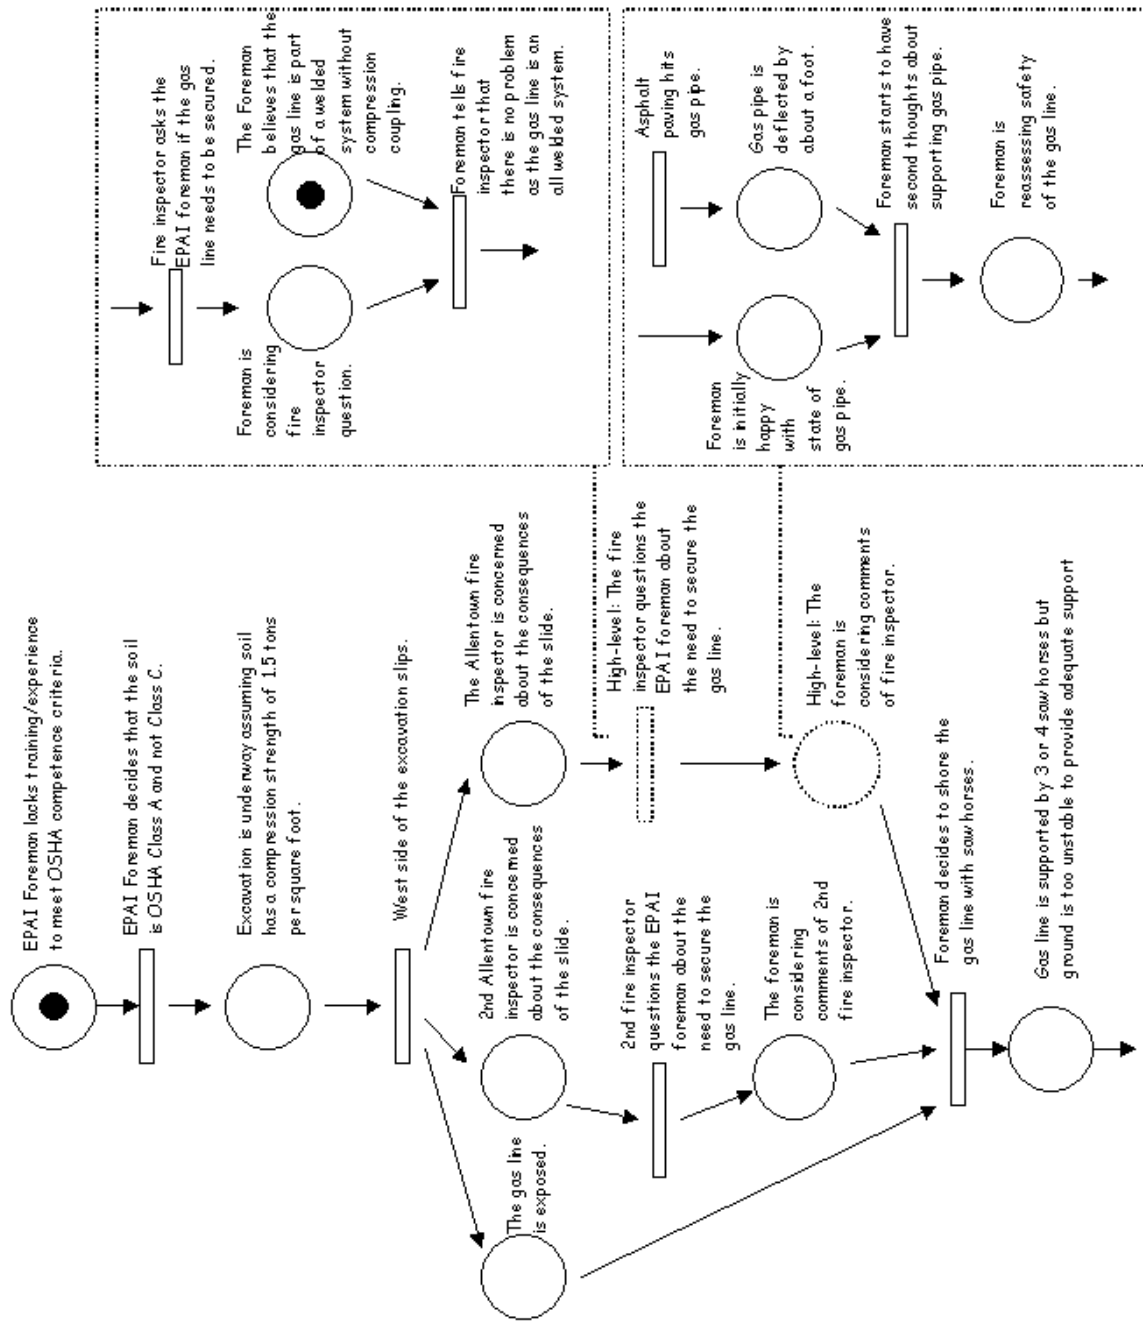 EPAI Foreman lacks training/experience
to meet OSHA competence criteria.
EPAI Foreman decides that the soil
is OSHA Class A and not Class C.
Excavation is underway assuming soil
has a compression strength of 1.5 tons
per square foot.
West side of the excavation slips.
The gas line
is exposed.
2nd Allentown fire
inspector is concerned
about the consequences
of the slide.
The Allentown fire
inspector is concerned
about the consequences
of the slide.
2nd fire inspector
questions the EPAI
foreman about the
need to secure the
gas line.
High-level: The fire
inspector questions the
EPAI foreman about
the need to secure the
gas line.
The foreman is
considering
comments of 2nd
fire inspector.
High-level: The
foreman is
considering comments
of fire inspector.
Foreman decides to shore the
gas line with saw horses.
Gas line is supported by 3 or 4 saw horses but
ground is too unstable to provide adequate support
Fire inspector asks the
EPAI foreman if the gas
line needs to be secured.
Foreman is
considering
fire
inspector
question.
The Foreman
believes that the
gas line is part
of a welded
system without
compression
coupling.
Foreman tells fire
inspector that
there is no problem
as the gas line is an
all welded system.
Asphalt
paving hits
gas pipe.
Foreman
is initially
happy
with
state of
gas pipe.
Gas pipe is
deflected by
about a foot.
Foreman starts to have
second thoughts about
supporting gas pipe.
Foreman is
reassessing safety
of the gas line.